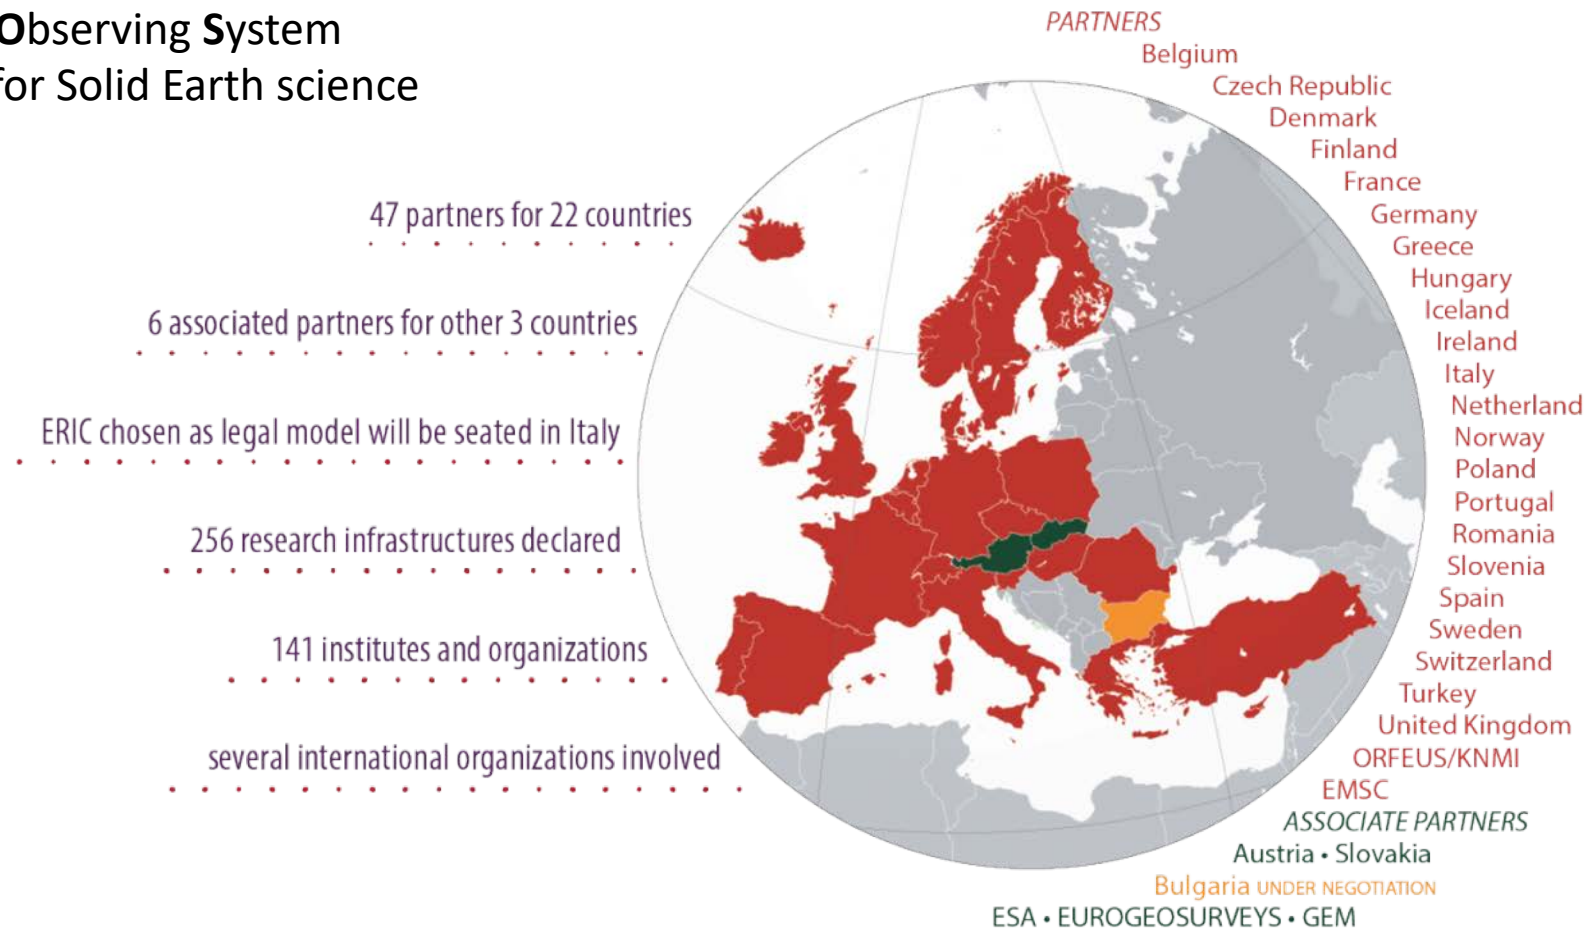 Observing System
for Solid Earth science
47 partners for 22 countries
6 associated partners for other 3 countries
ERIC chosen as legal model will be seated in Italy
256 research infrastructures declared
141 institutes and organizations
several international organizations involved
PARTNERS
Belgium
Czech Republic
Denmark
Finland
France
Germany
Greece
Hungary
Iceland
Ireland
Italy
Netherland
Norway
Poland
Portugal
Romania
Slovenia
Spain
Sweden
Switzerland
Turkey
United Kingdom
ORFEUS/KNMI
EMSC
ASSOCIATE PARTNERS
Austria • Slovakia
Bulgaria UNDER NEGOTIATION
ESA • EUROGEOSURVEYS • GEM